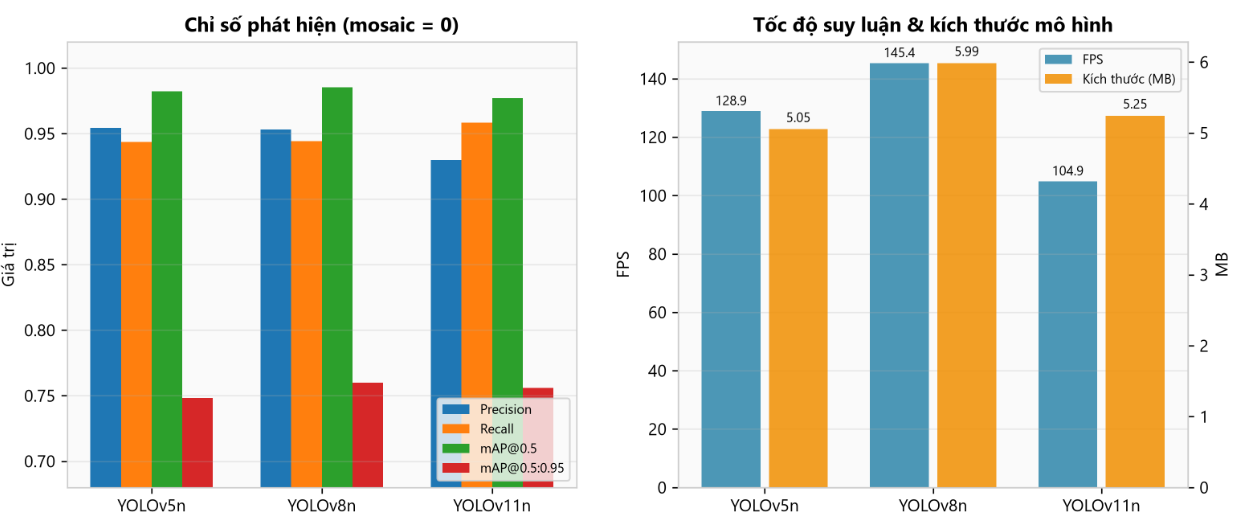 Chỉ số phát hiện (mosaic = 0)
Giá trị
1.00
0.95
0.90
0.85
0.80
0.75
0.70
YOLOv5n
YOLOv8n
YOLOv11n
Precision
Recall
mAP@0.5
mAP@0.5:0.95
Tốc độ suy luận & kích thước mô hình
FPS
140
120
100
80
60
40
20
0
128.9
5.05
145.4
5.99
104.9
5.25
FPS
Kích thước (MB)
6
5
4
3
2
1
0
MB
YOLOv5n
YOLOv8n
YOLOv11n